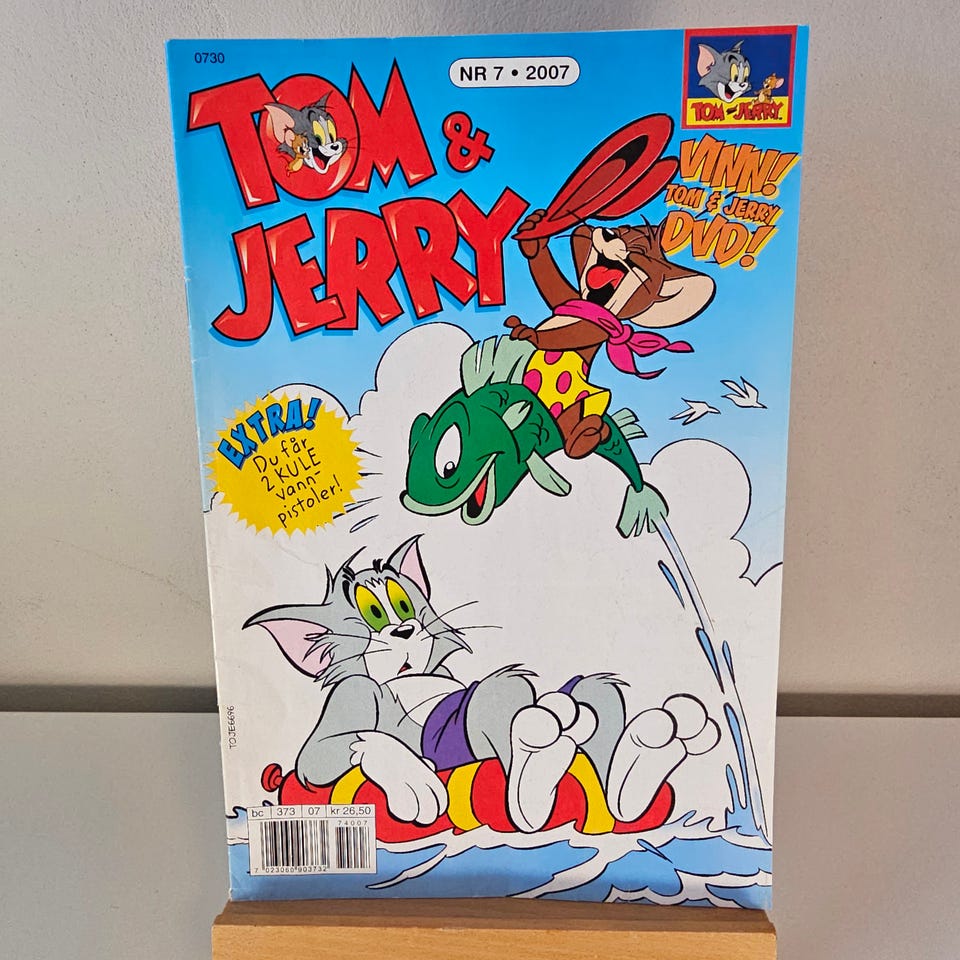 0730
NR 7 • 2007
TOM &
JERRY
TOM and JERRY
VINN!
TOM & JERRY
DVD!
EXTRA!
Du får
2 KULE
vann-
pistoler!
TOJE6696
bc 373 07 kr 26,50
74007
7 023060 903732